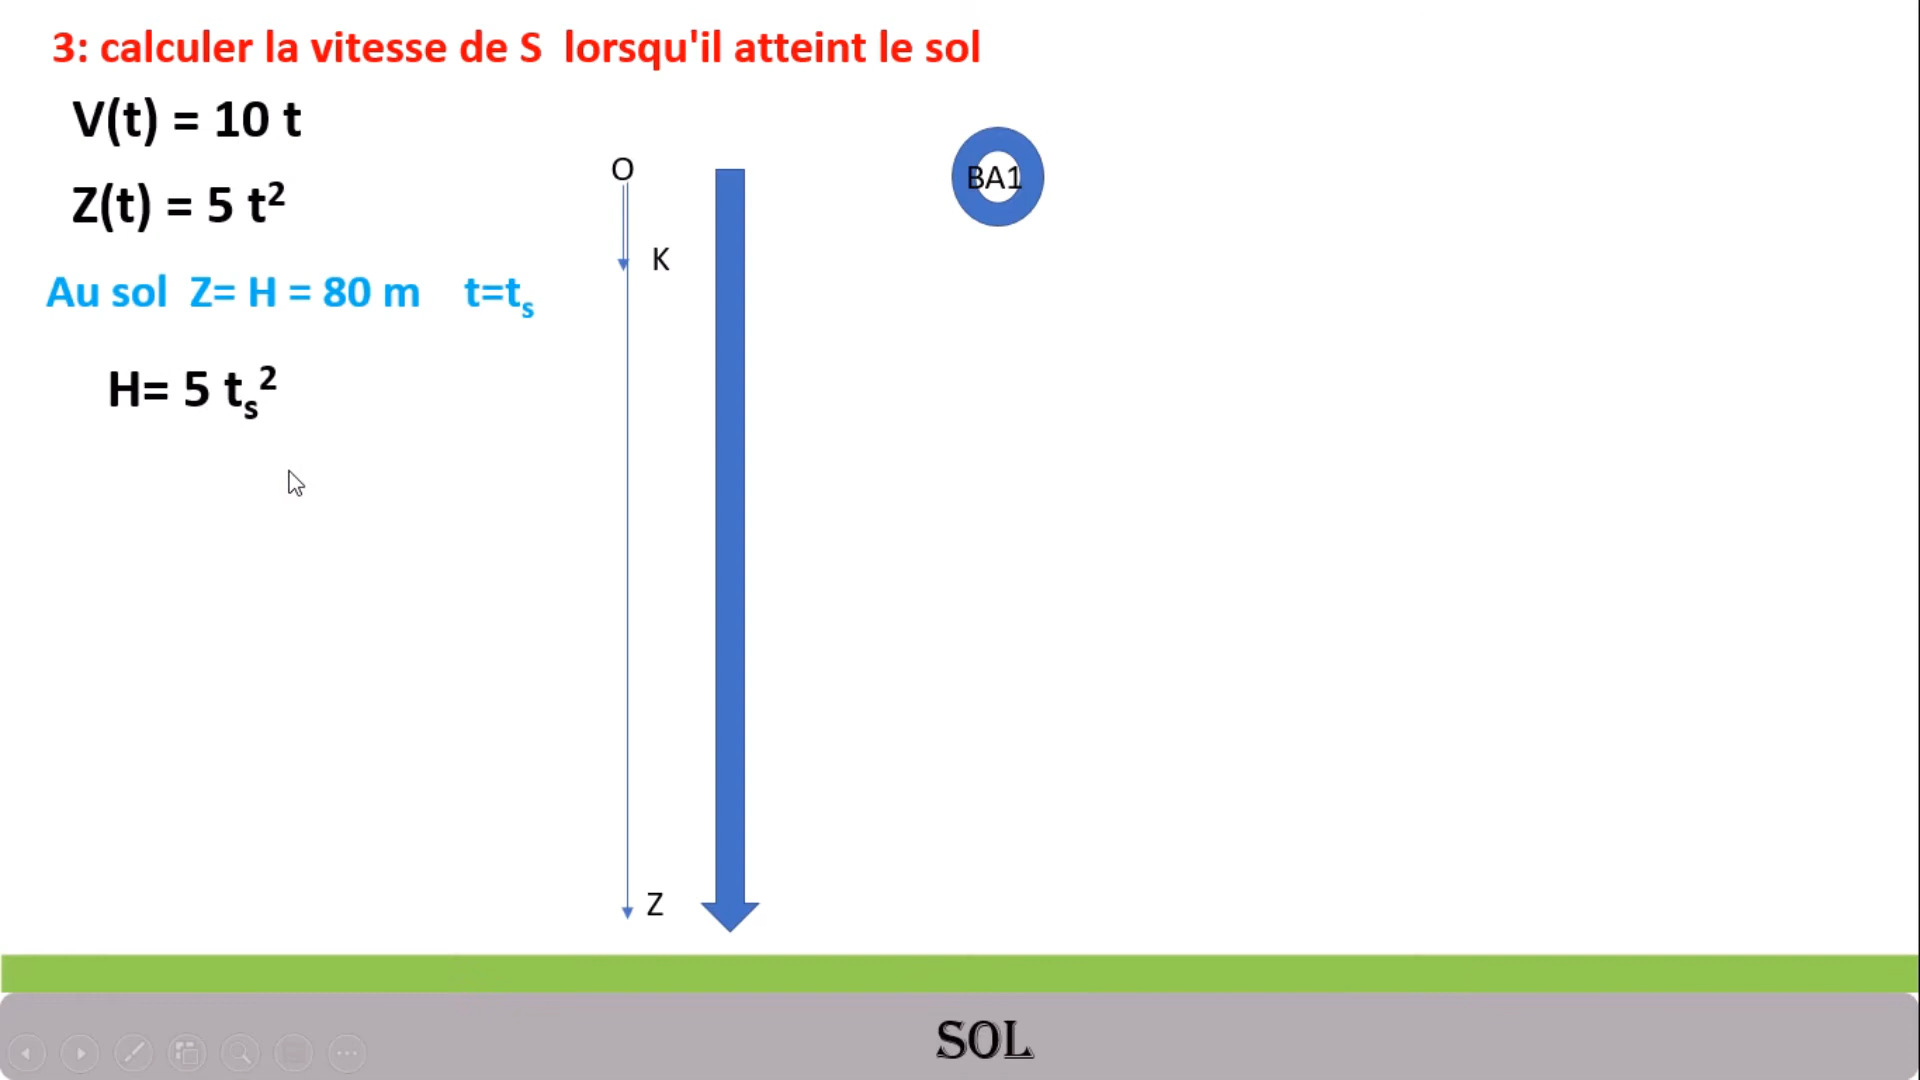 3: calculer la vitesse de S lorsqu'il atteint le sol
V(t) = 10 t
Z(t) = 5 t²
Au sol Z= H = 80 m t=tₛ
H= 5 tₛ²
O
K
BA1
Z
SOL